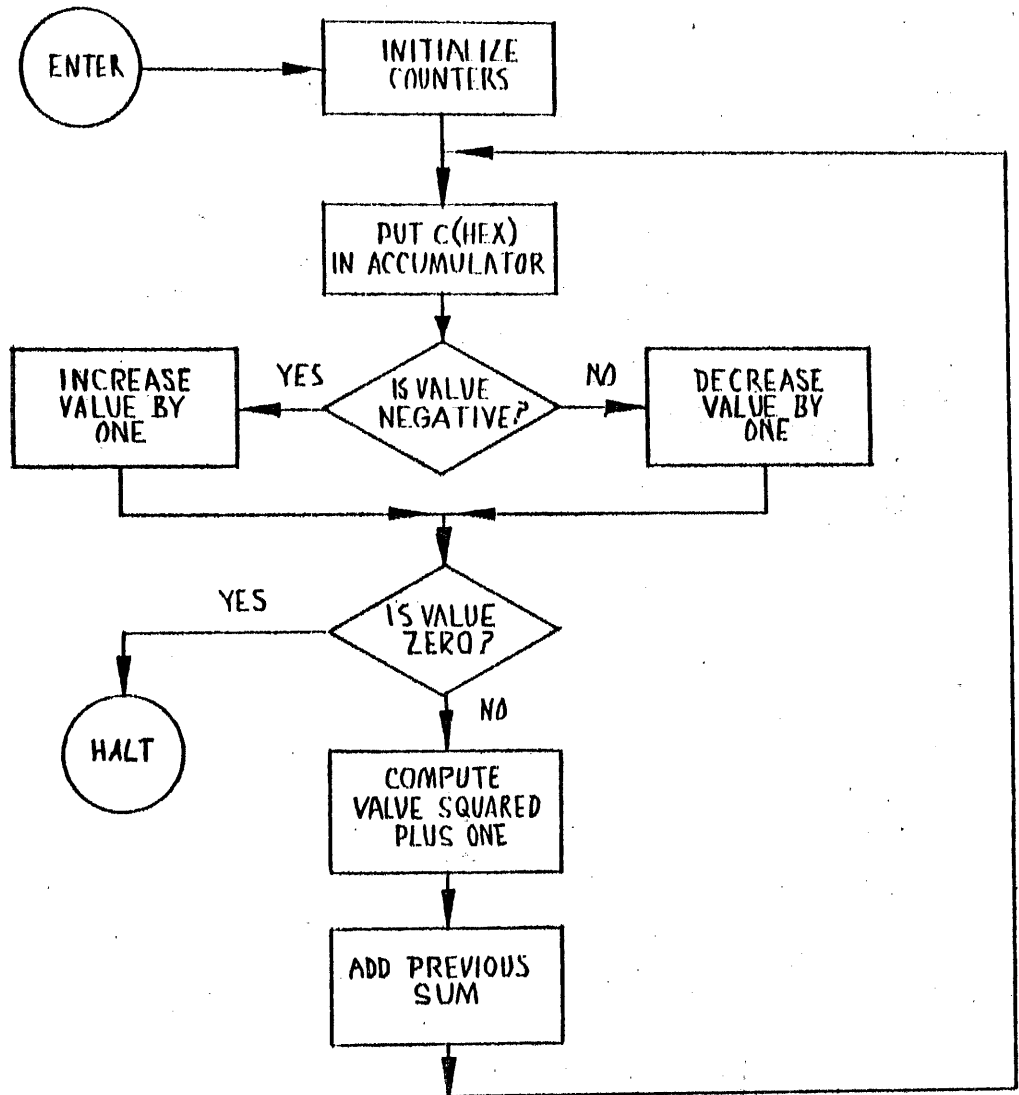 ENTER
INITIALIZE
COUNTERS
PUT C(HEX)
IN ACCUMULATOR
INCREASE
VALUE BY
ONE
YES
IS VALUE
NEGATIVE?
NO
DECREASE
VALUE BY
ONE
YES
IS VALUE
ZERO?
NO
HALT
COMPUTE
VALUE SQUARED
PLUS ONE
ADD PREVIOUS
SUM